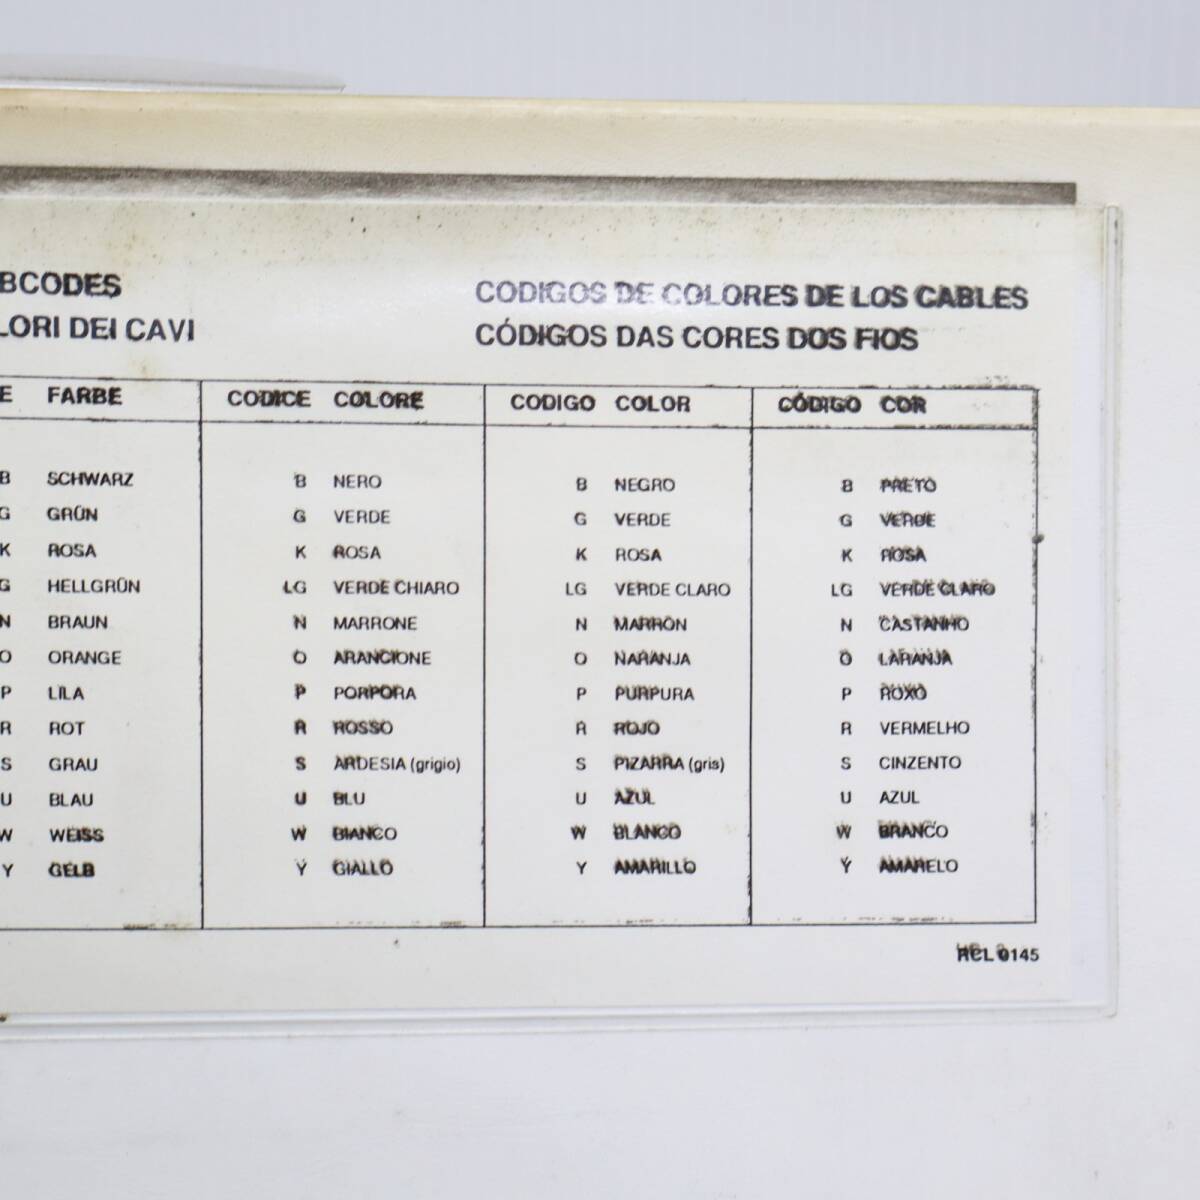 BCODES
LORI DEI CAVI
CODIGOS DE COLORES DE LOS CABLES
CÓDIGOS DAS CORES DOS FIOS
E FARBE CODICE COLORE CODIGO COLOR CÓDIGO COR
B SCHWARZ B NERO B NEGRO B PRETO
G GRÜN G VERDE G VERDE G VERDE
K ROSA K ROSA K ROSA K ROSA
G HELLGRÜN LG VERDE CHIARO LG VERDE CLARO LG VERDE CLARO
N BRAUN N MARRONE N MARRÓN N CASTANHO
O ORANGE O ARANCIONE O NARANJA O LARANJA
P LILA P PORPORA P PURPURA P ROXO
R ROT R ROSSO R ROJO R VERMELHO
S GRAU S ARDESIA (grigio) S PIZARRA (gris) S CINZENTO
U BLAU U BLU U AZUL U AZUL
W WEISS W BIANCO W BLANCO W BRANCO
Y GELB Y GIALLO Y AMARILLO Y AMARELO
RCL 0145